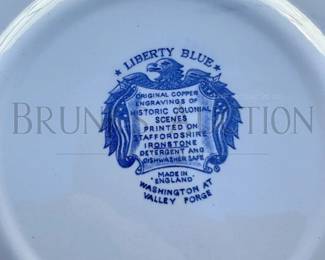 ★ LIBERTY BLUE ★
ORIGINAL COPPER
ENGRAVINGS OF
HISTORIC COLONIAL
SCENES
PRINTED ON
STAFFORDSHIRE
IRONSTONE
DETERGENT AND
DISHWASHER SAFE
MADE IN
"ENGLAND"
WASHINGTON AT
VALLEY FORGE